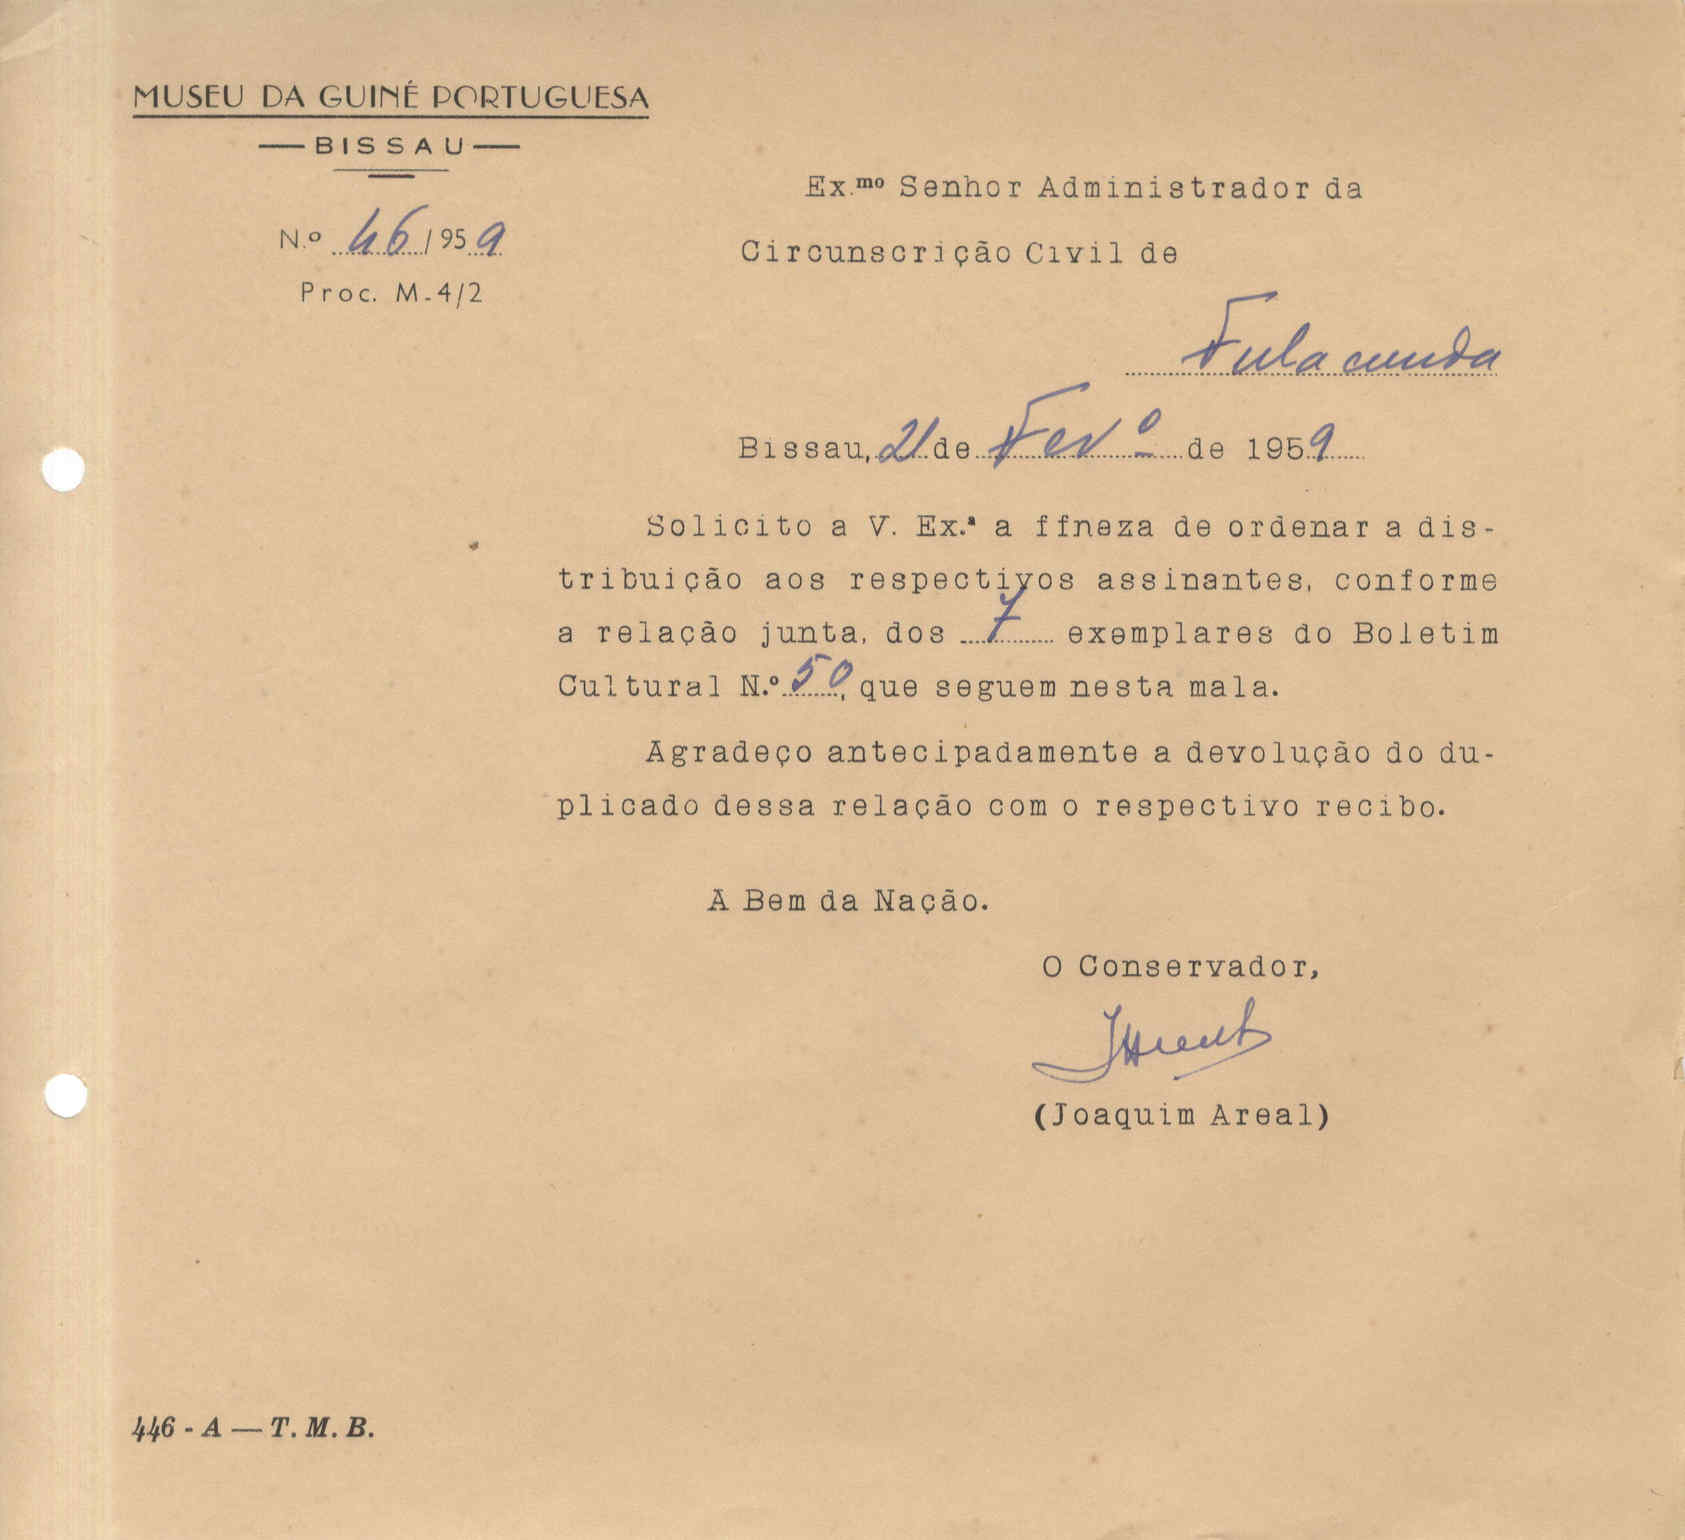 MUSEU DA GUINÉ PORTUGUESA
BISSAU
N.º 46/1959
Proc. M-4/2
Ex.mo Senhor Administrador da
Circunscrição Civil de
Fulacunda
Bissau, 21 de Fevº de 1959
Solicito a V. Ex.ª a ffneza de ordenar a dis-
tribuição aos respectivos assinantes, conforme
a relação junta, dos 7 exemplares do Boletim
Cultural N.º 50, que seguem nesta mala.
Agradeço antecipadamente a devolução do du-
plicado dessa relação com o respectivo recibo.
A Bem da Nação.
O Conservador,
(Joaquim Areal)
446 - A — T. M. B.